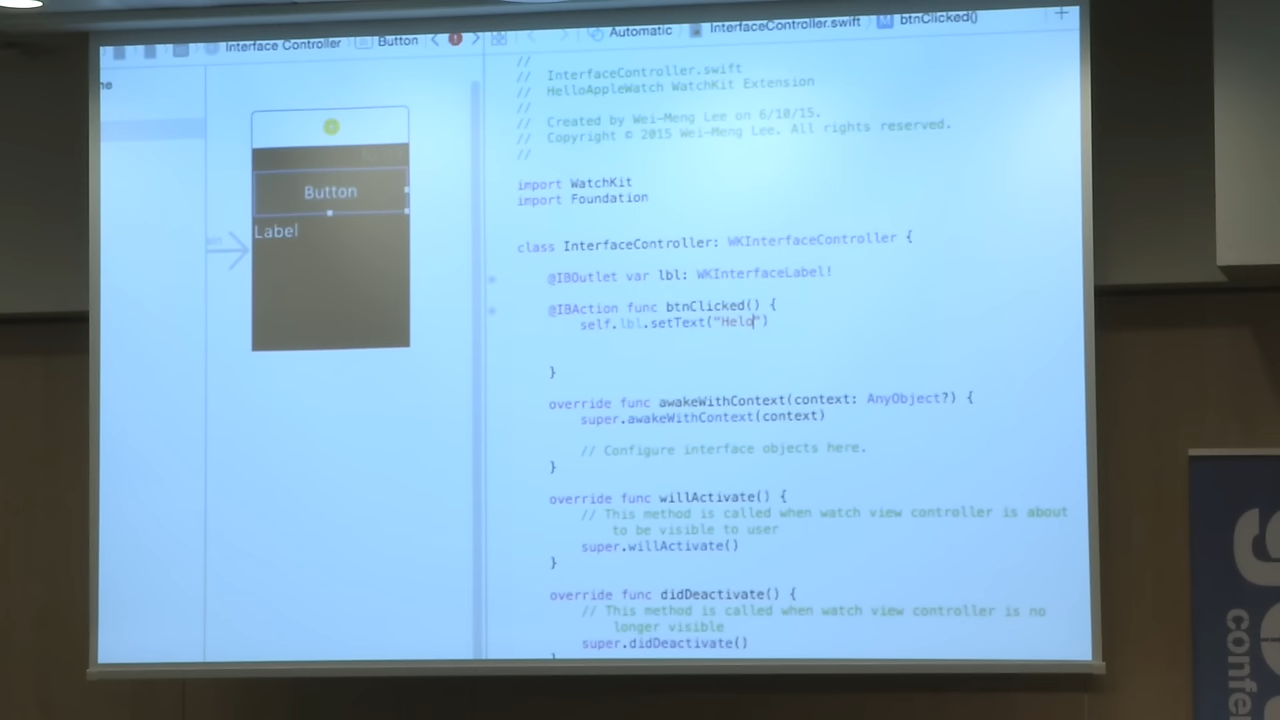 Interface Controller
Button
Automatic
InterfaceController.swift
btnClicked()
Button
Label
//
// InterfaceController.swift
// HelloAppleWatch WatchKit Extension
//
// Created by Wei-Meng Lee on 6/10/15.
// Copyright © 2015 Wei-Meng Lee. All rights reserved.
//
import WatchKit
import Foundation
class InterfaceController: WKInterfaceController {
@IBOutlet var lbl: WKInterfaceLabel!
@IBAction func btnClicked() {
self.lbl.setText("Helo")
}
override func awakeWithContext(context: AnyObject?) {
super.awakeWithContext(context)
// Configure interface objects here.
}
override func willActivate() {
// This method is called when watch view controller is about
to be visible to user
super.willActivate()
}
override func didDeactivate() {
// This method is called when watch view controller is no
longer visible
super.didDeactivate()